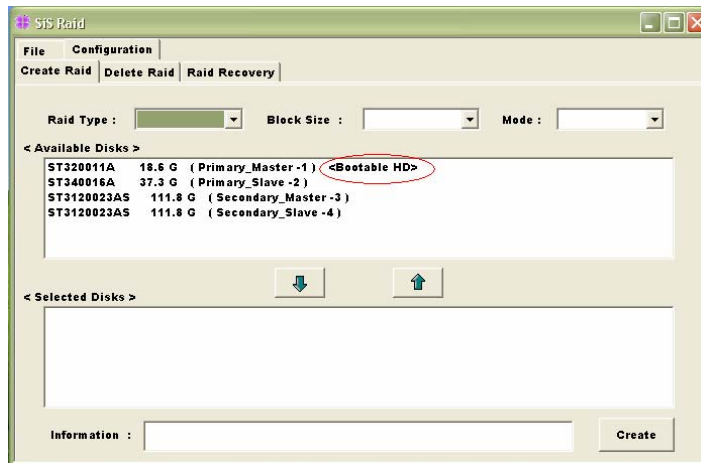 SiS Raid
File Configuration
Create Raid Delete Raid Raid Recovery
Raid Type : Block Size : Mode :
< Available Disks >
ST320011A 18.6 G ( Primary_Master -1 ) <Bootable HD>
ST340016A 37.3 G ( Primary_Slave -2 )
ST3120023AS 111.8 G ( Secondary_Master -3 )
ST3120023AS 111.8 G ( Secondary_Slave -4 )
< Selected Disks >
Information : Create